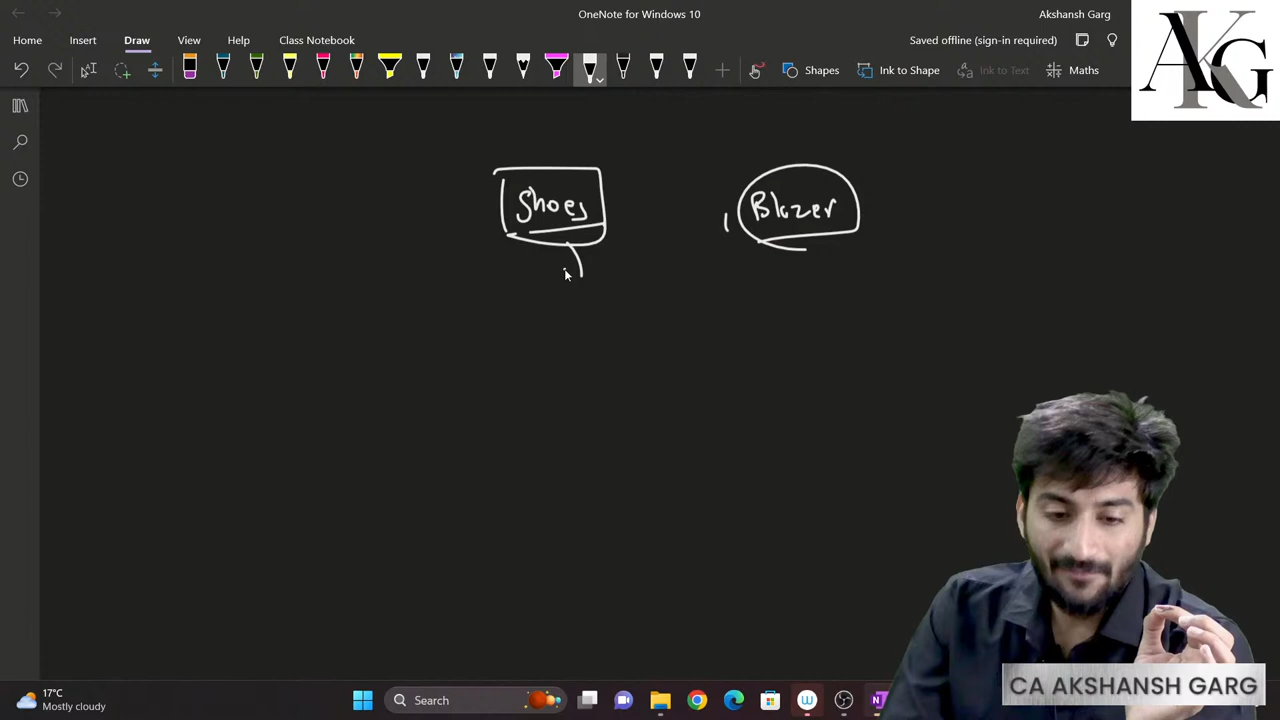 OneNote for Windows 10
Akshansh Garg
Home Insert Draw View Help Class Notebook
Saved offline (sign-in required)
Shapes Ink to Shape Ink to Text Maths
AKG
Shoes Blazer
CA AKSHANSH GARG
17°C
Mostly cloudy
Search